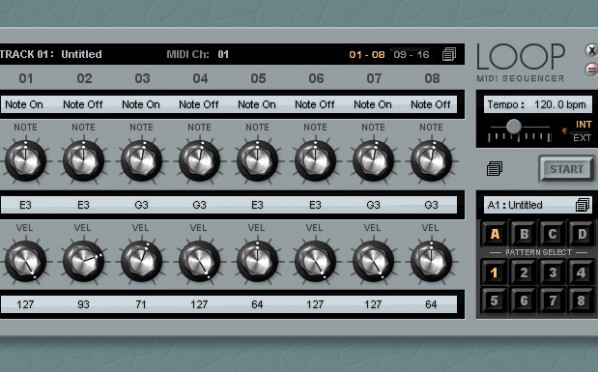 TRACK 01: Untitled MIDI Ch: 01 01 - 08 09 - 16
LOOP
MIDI SEQUENCER
01 02 03 04 05 06 07 08
Note On Note Off Note On Note Off Note On Note Off Note On Note Off
NOTE NOTE NOTE NOTE NOTE NOTE NOTE NOTE
E3 E3 G3 G3 E3 E3 G3 G3
VEL VEL VEL VEL VEL VEL VEL VEL
127 93 71 127 64 127 127 64
Tempo: 120.0 bpm
INT
EXT
START
A1: Untitled
A B C D
PATTERN SELECT
1 2 3 4
5 6 7 8